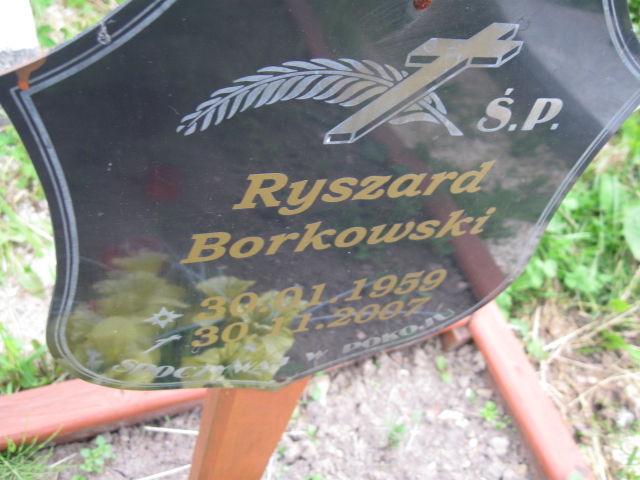 Ś.P.
Ryszard
Borkowski
30.01.1959
30.11.2007
SPOCZYWAJ W POKOJU